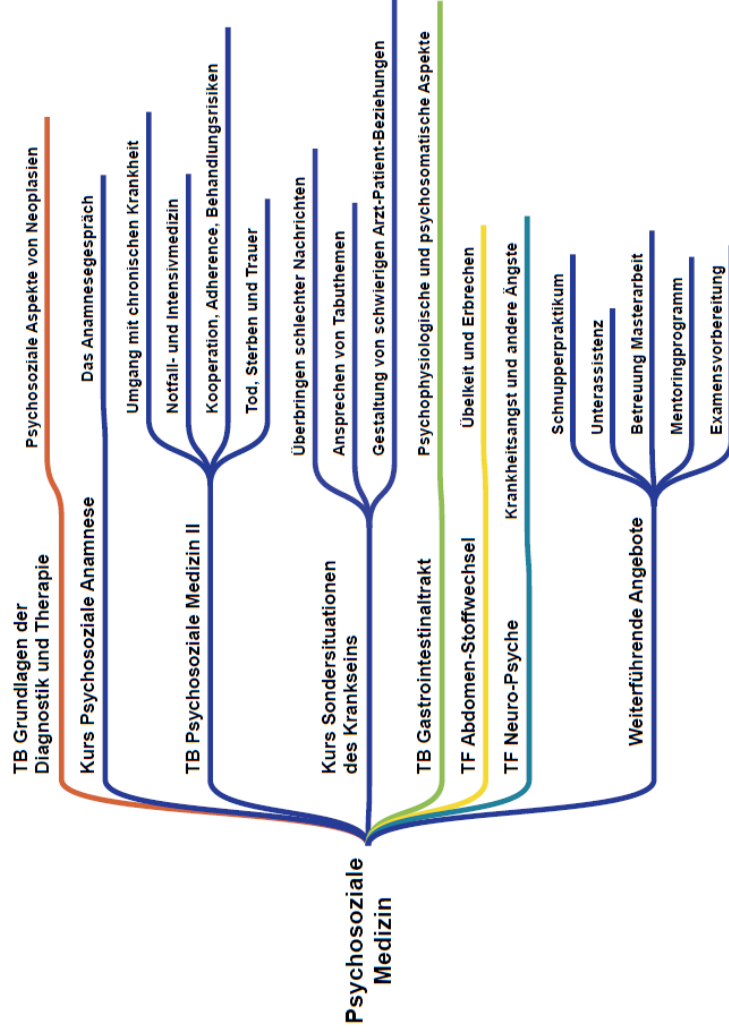 Psychosoziale
Medizin
TB Grundlagen der
Diagnostik und Therapie
Psychosoziale Aspekte von Neoplasien
Kurs Psychosoziale Anamnese
Das Anamnesegespräch
TB Psychosoziale Medizin II
Umgang mit chronischen Krankheit
Notfall- und Intensivmedizin
Kooperation, Adherence, Behandlungsrisiken
Tod, Sterben und Trauer
Kurs Sondersituationen
des Krankseins
Überbringen schlechter Nachrichten
Ansprechen von Tabuthemen
Gestaltung von schwierigen Arzt-Patient-Beziehungen
TB Gastrointestinaltrakt
Psychophysiologische und psychosomatische Aspekte
TF Abdomen-Stoffwechsel
Übelkeit und Erbrechen
TF Neuro-Psyche
Krankheitsangst und andere Ängste
Weiterführende Angebote
Schnupperpraktikum
Unterassistenz
Betreuung Masterarbeit
Mentoringprogramm
Examensvorbereitung